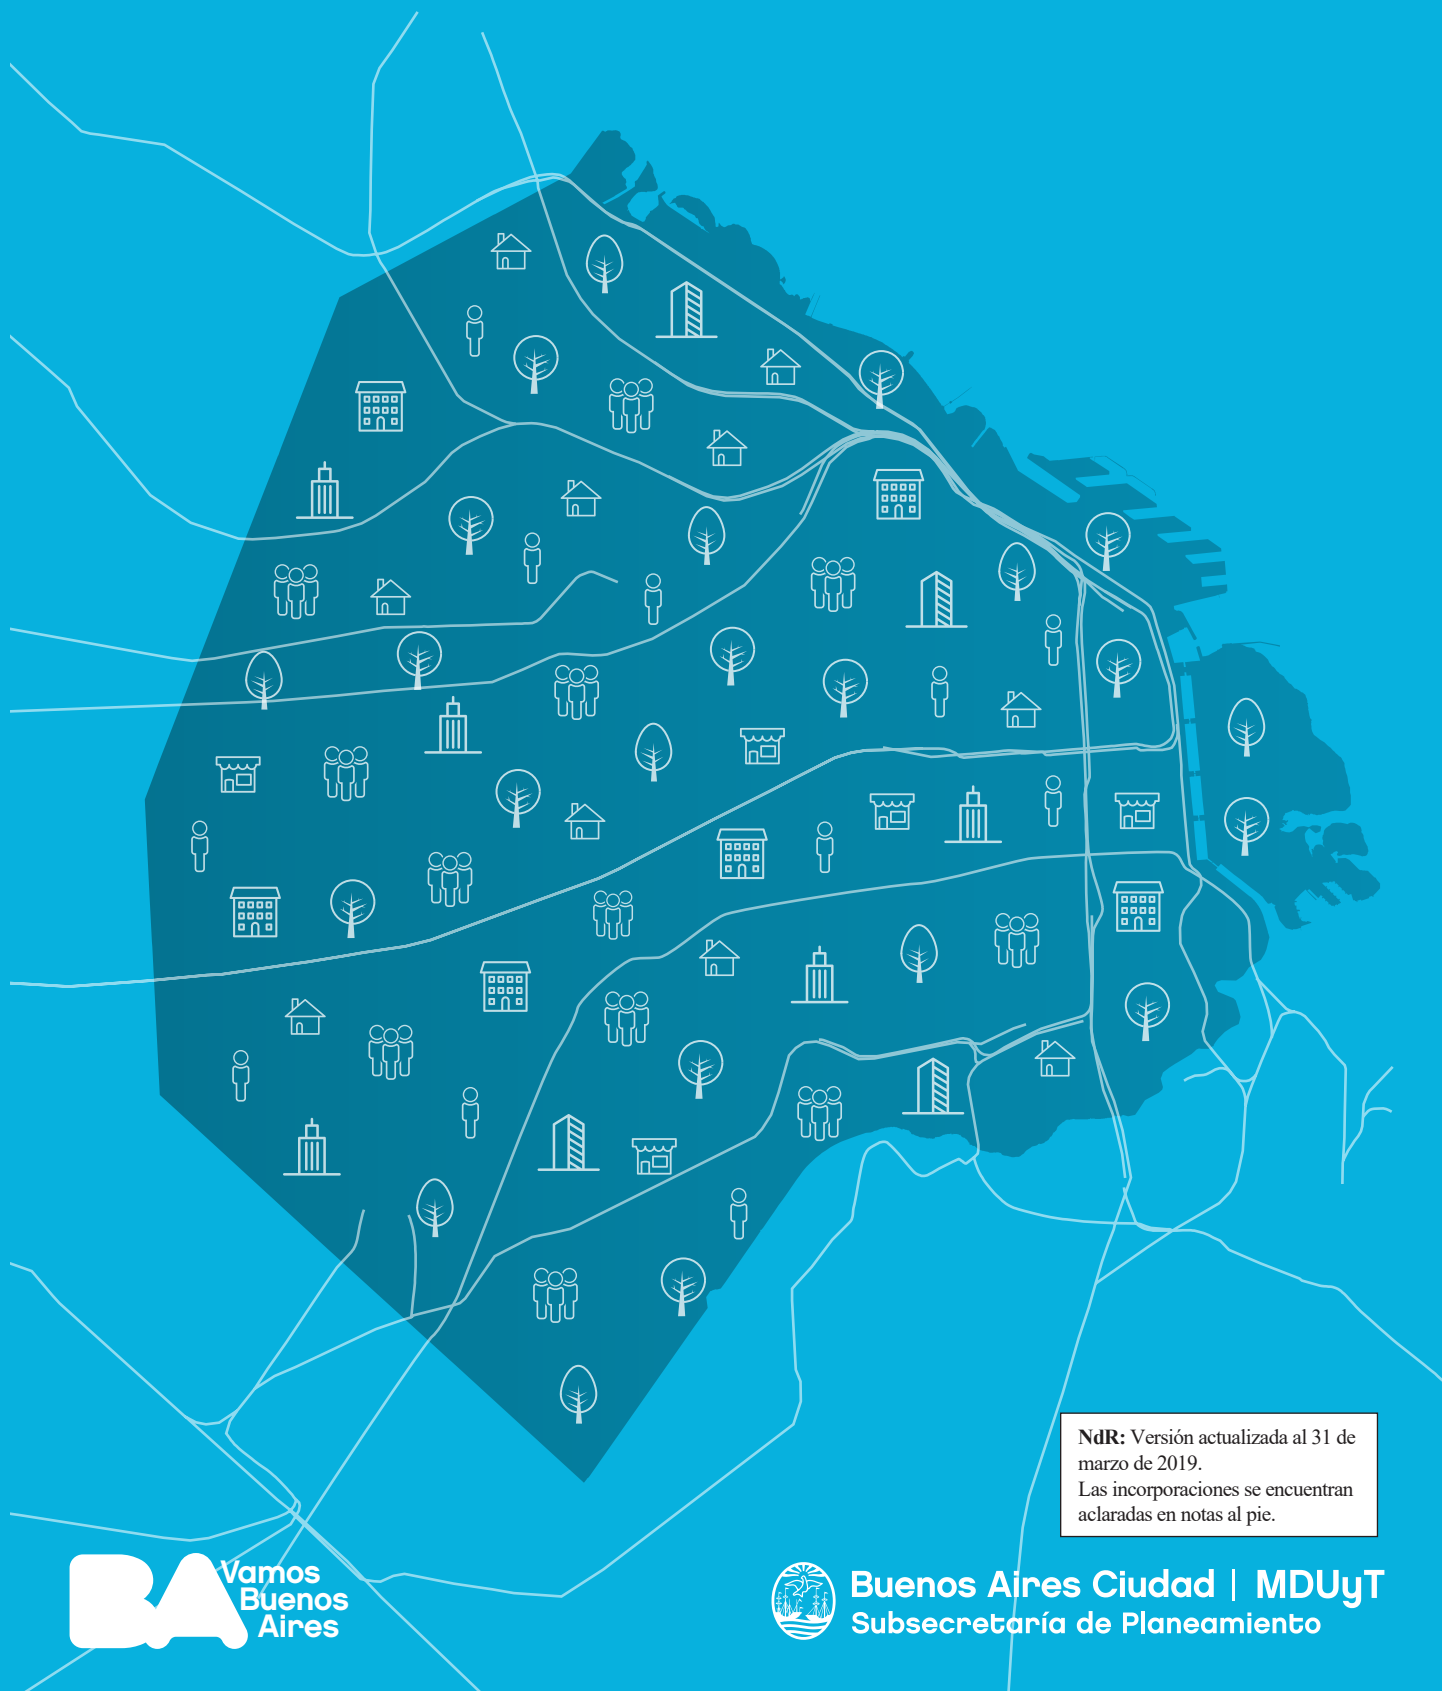 NdR: Versión actualizada al 31 de
marzo de 2019.
Las incorporaciones se encuentran
aclaradas en notas al pie.
BA
Vamos
Buenos
Aires
Buenos Aires Ciudad | MDUyT
Subsecretaría de Planeamiento